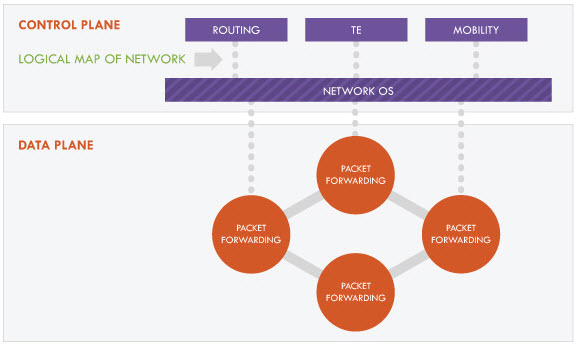 CONTROL PLANE
ROUTING
TE
MOBILITY
LOGICAL MAP OF NETWORK
NETWORK OS
DATA PLANE
PACKET
FORWARDING
PACKET
FORWARDING
PACKET
FORWARDING
PACKET
FORWARDING